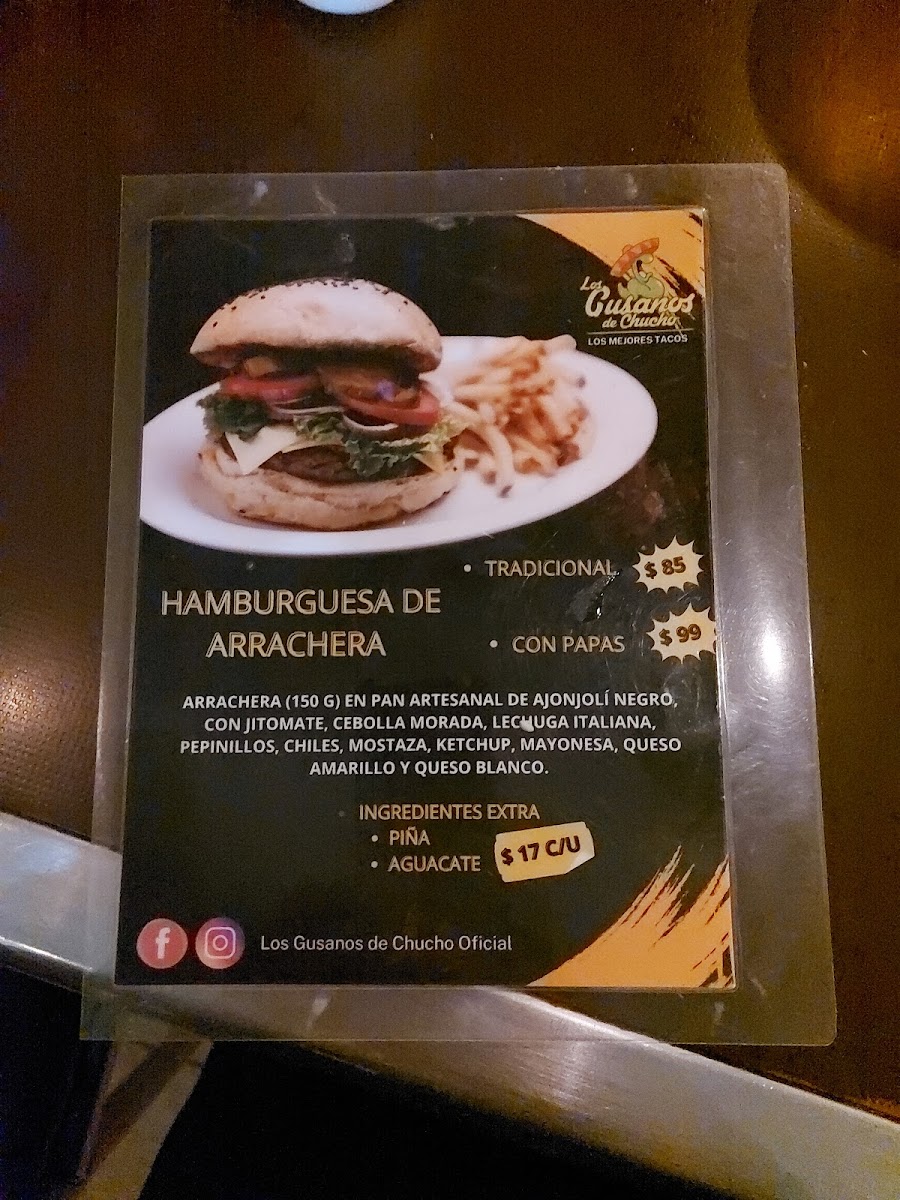 Los
Gusanos
de Chucho
LOS MEJORES TACOS
• TRADICIONAL $ 85
HAMBURGUESA DE
ARRACHERA
• CON PAPAS $ 99
ARRACHERA (150 G) EN PAN ARTESANAL DE AJONJOLÍ NEGRO,
CON JITOMATE, CEBOLLA MORADA, LECHUGA ITALIANA,
PEPINILLOS, CHILES, MOSTAZA, KETCHUP, MAYONESA, QUESO
AMARILLO Y QUESO BLANCO.
INGREDIENTES EXTRA
• PIÑA
• AGUACATE
$ 17 C/U
f
Los Gusanos de Chucho Oficial